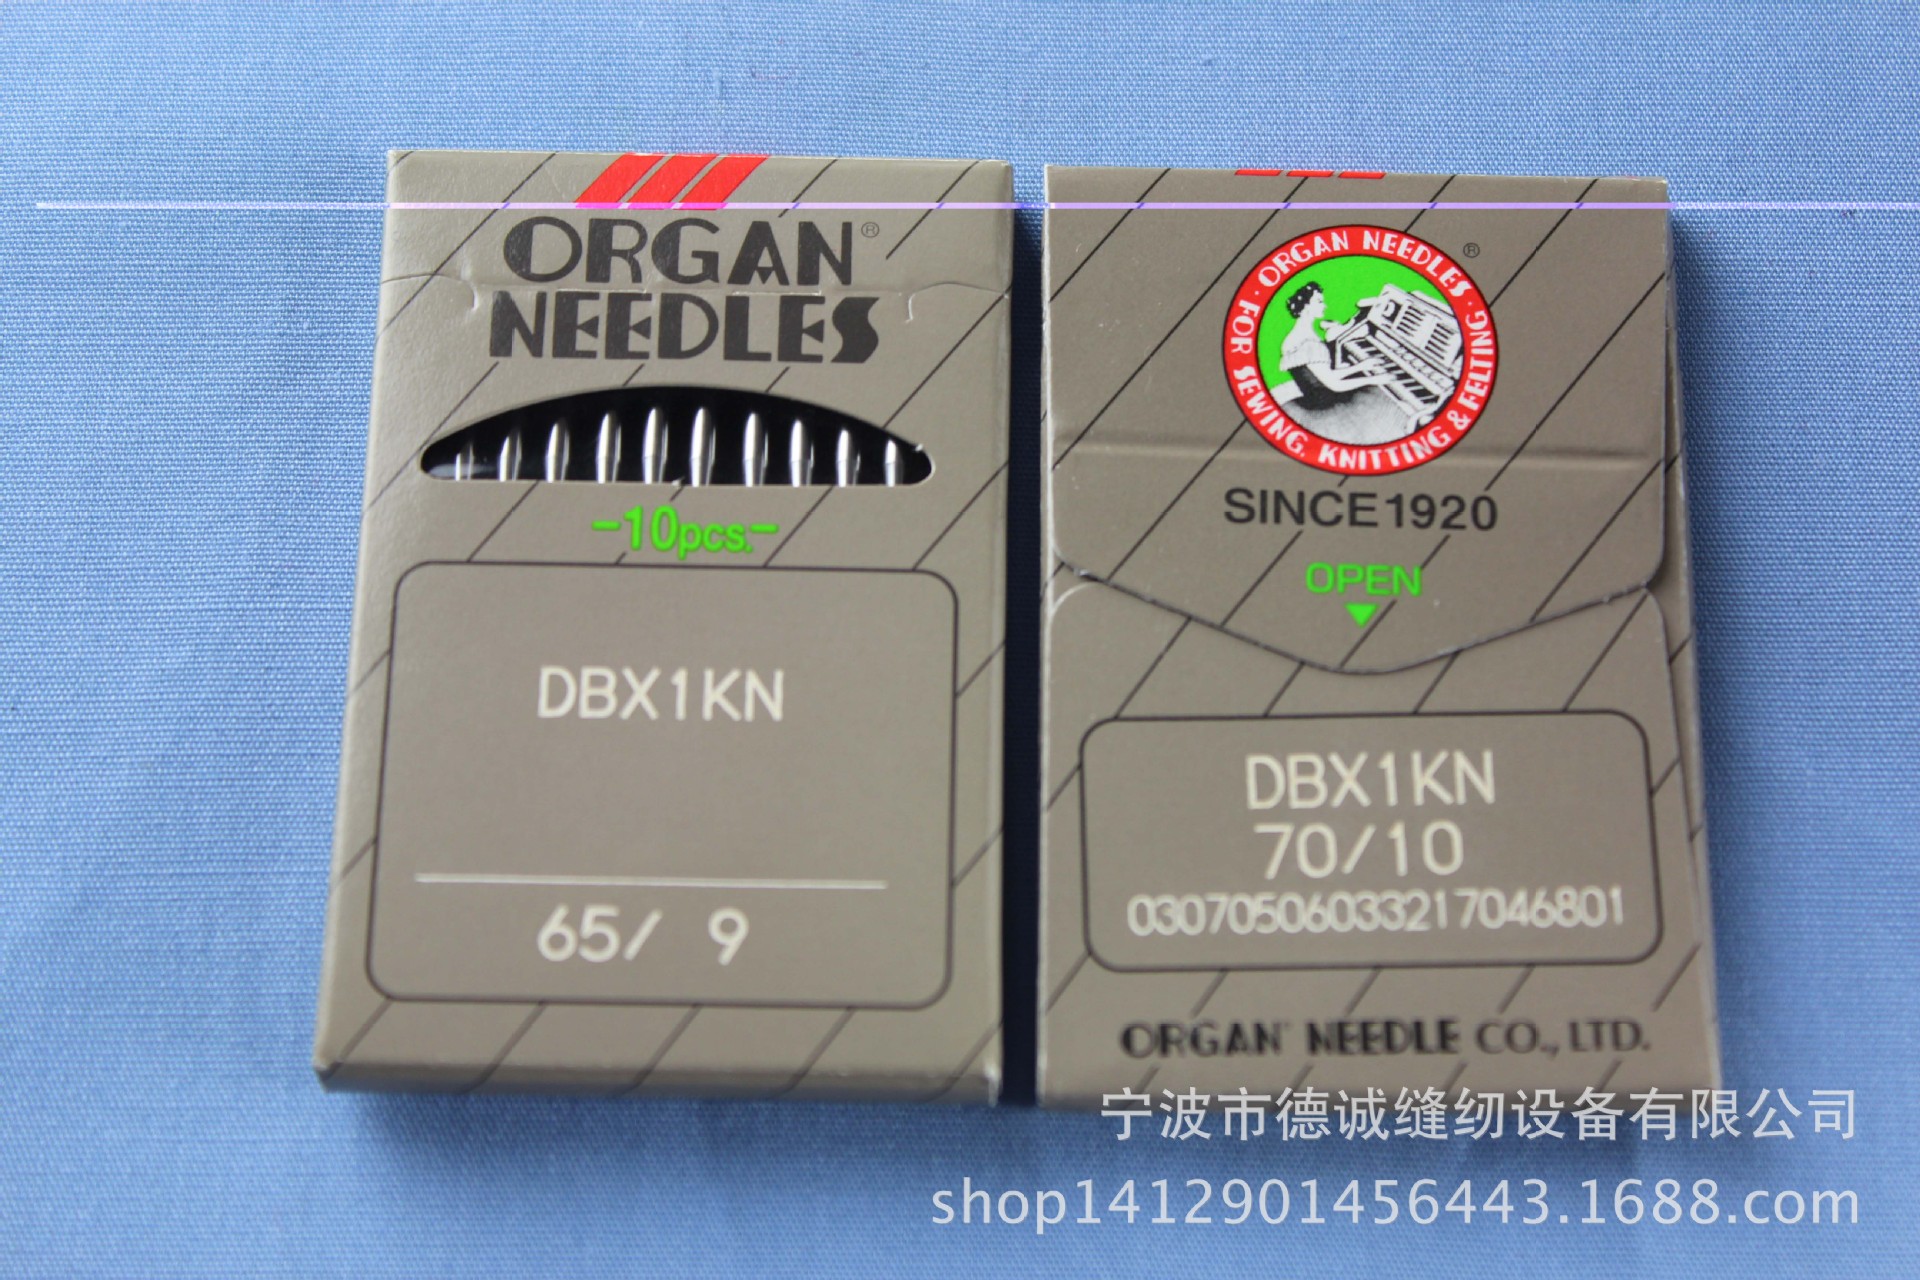 ORGAN®
NEEDLES
-10pcs.-
DBX1KN
65/ 9
ORGAN NEEDLES ®
FOR SEWING, KNITTING & FELTING
SINCE1920
OPEN
DBX1KN
70/10
03070506033217046801
ORGAN® NEEDLE CO., LTD.
宁波市德诚缝纫设备有限公司
shop1412901456443.1688.com